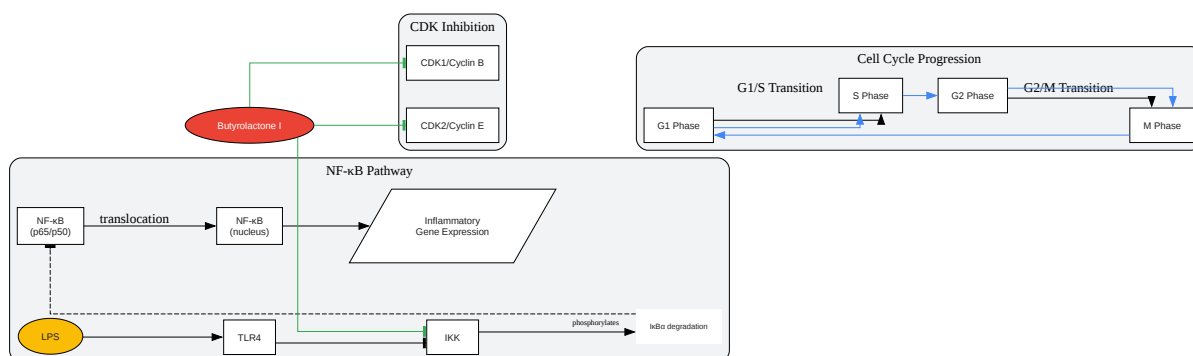 CDK Inhibition
CDK1/Cyclin B
CDK2/Cyclin E
Butyrolactone I
Cell Cycle Progression
G1/S Transition
G2/M Transition
S Phase
G2 Phase
G1 Phase
M Phase
NF-κB Pathway
NF-κB
(p65/p50)
translocation
NF-κB
(nucleus)
Inflammatory
Gene Expression
LPS
TLR4
IKK
phosphorylates
IκBα degradation